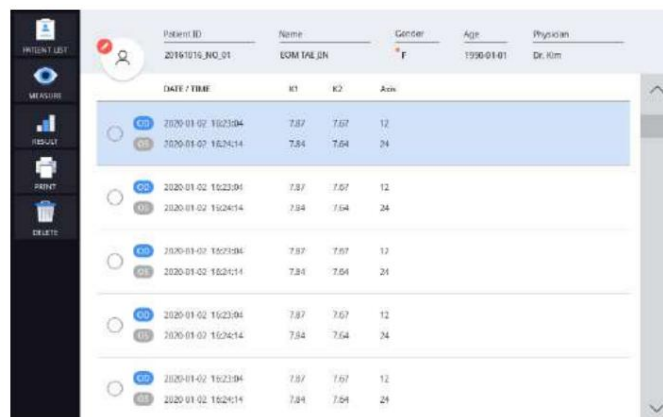 PATIENT LIST
MEASURE
RESULT
PRINT
DELETE
Patient ID Name Gender Age Physician
20161016_NO_01 EOM TAE JIN F 1990-01-01 Dr. Kim
DATE / TIME K1 K2 Axis
OD 2020-01-02 16:23:04 7.87 7.67 12
OS 2020-01-02 16:24:14 7.84 7.64 24
OD 2020-01-02 16:23:04 7.87 7.67 12
OS 2020-01-02 16:24:14 7.84 7.64 24
OD 2020-01-02 16:23:04 7.87 7.67 12
OS 2020-01-02 16:24:14 7.84 7.64 24
OD 2020-01-02 16:23:04 7.87 7.67 12
OS 2020-01-02 16:24:14 7.84 7.64 24
OD 2020-01-02 16:23:04 7.87 7.67 12
OS 2020-01-02 16:24:14 7.84 7.64 24